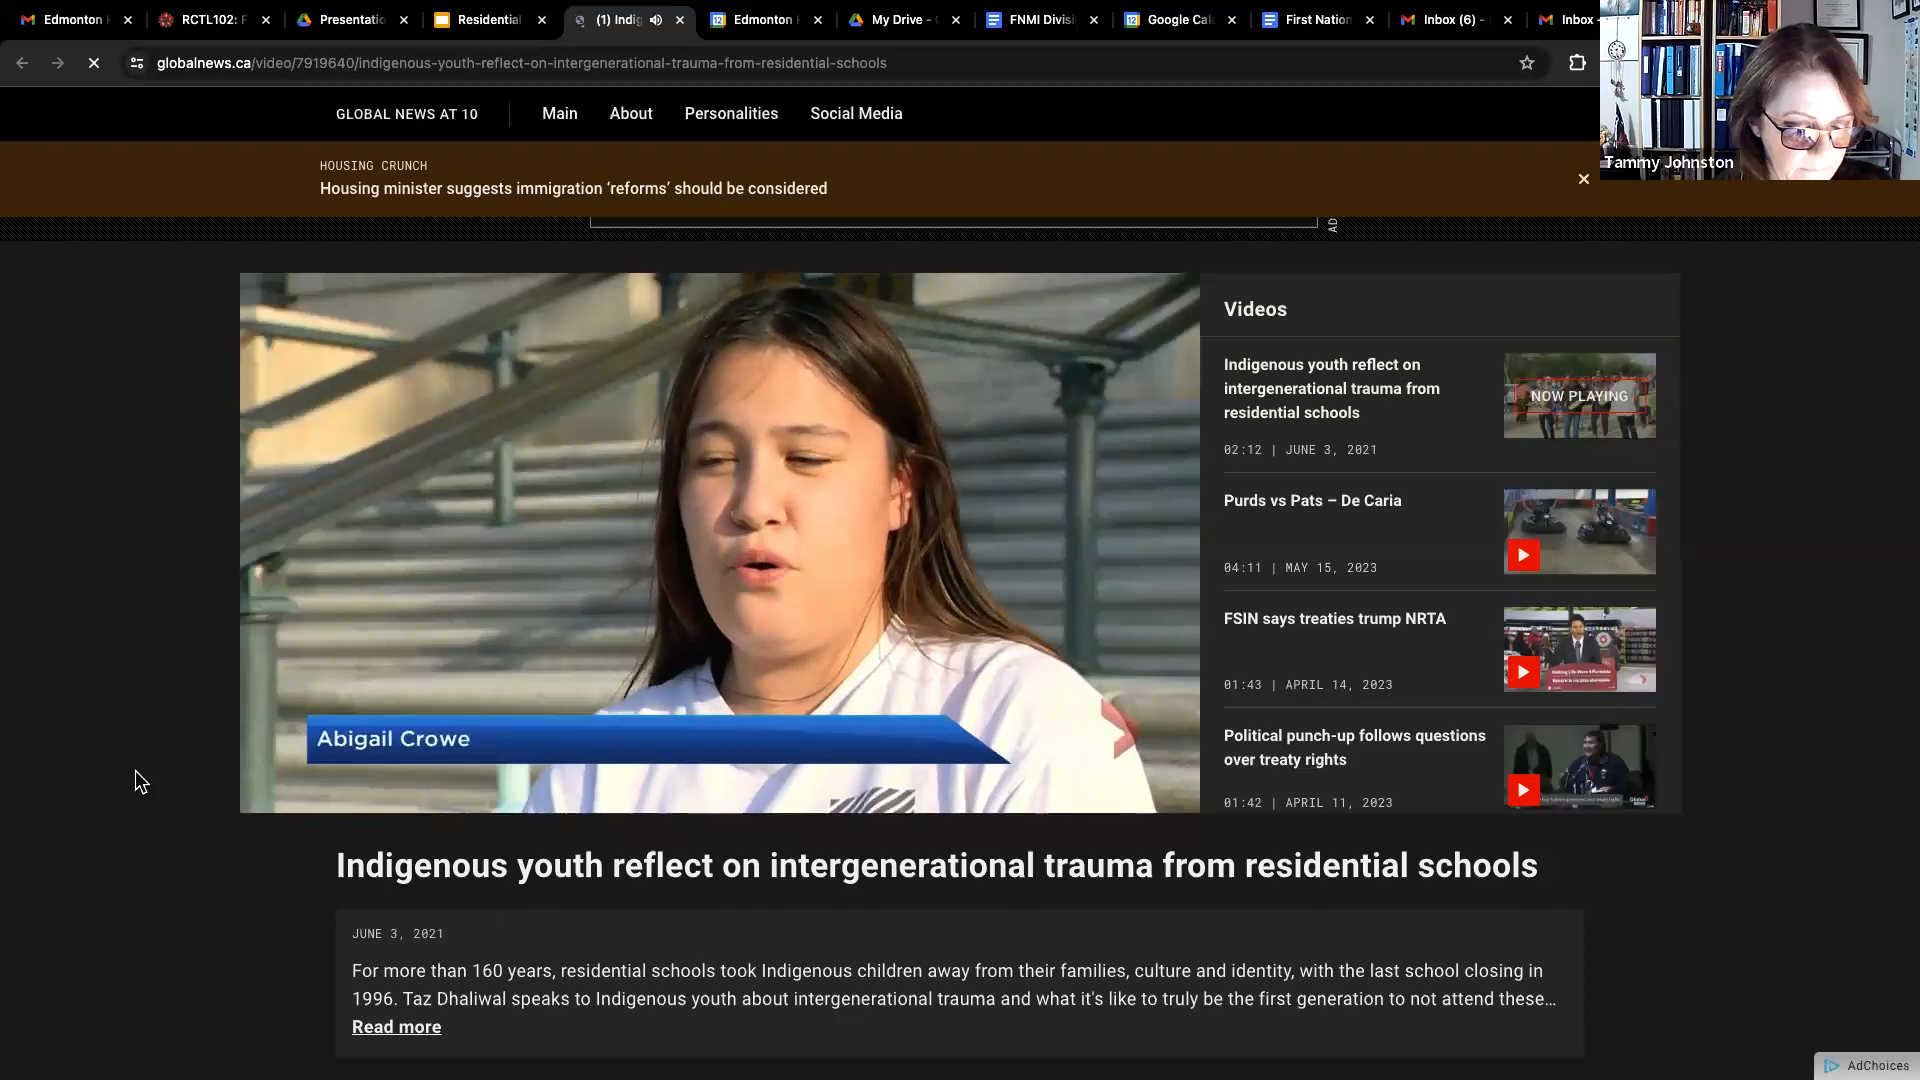 Edmonton
RCTL102: F
Presentatio
Residential
(1) Indig
Edmonton
My Drive -
FNMI Divisi
Google Cal
First Nation
Inbox (6) -
Inbox
globalnews.ca/video/7919640/indigenous-youth-reflect-on-intergenerational-trauma-from-residential-schools
Tammy Johnston
GLOBAL NEWS AT 10
Main
About
Personalities
Social Media
HOUSING CRUNCH
Housing minister suggests immigration ‘reforms’ should be considered
AD
Abigail Crowe
Videos
Indigenous youth reflect on
intergenerational trauma from
residential schools
NOW PLAYING
02:12 | JUNE 3, 2021
Purds vs Pats – De Caria
04:11 | MAY 15, 2023
FSIN says treaties trump NRTA
01:43 | APRIL 14, 2023
Political punch-up follows questions
over treaty rights
01:42 | APRIL 11, 2023
Indigenous youth reflect on intergenerational trauma from residential schools
JUNE 3, 2021
For more than 160 years, residential schools took Indigenous children away from their families, culture and identity, with the last school closing in
1996. Taz Dhaliwal speaks to Indigenous youth about intergenerational trauma and what it's like to truly be the first generation to not attend these…
Read more
AdChoices